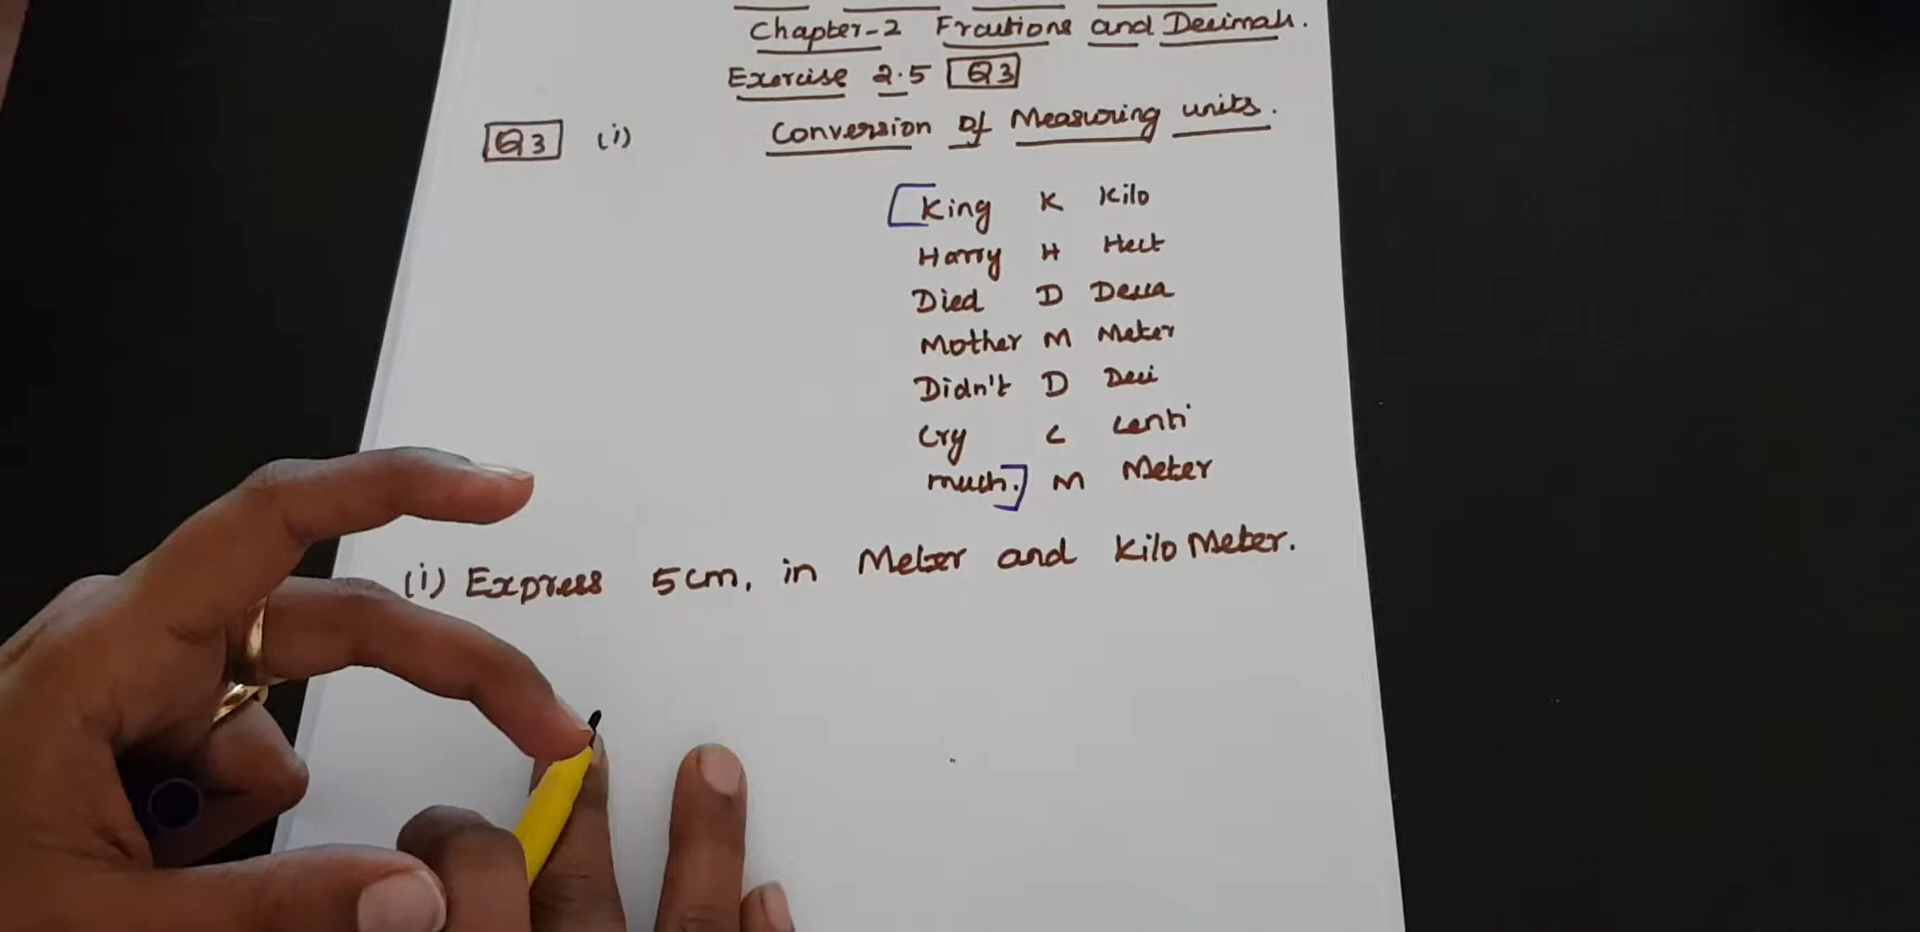 Chapter-2 Fractions and Decimals.
Exercise 2.5 Q3
Q3 (i) Conversion Of Measuring units.
King K Kilo
Harry H Hect
Died D Decca
Mother M Meter
Didn't D Deci
Cry C Centi
much. M Meter
(i) Express 5cm, in Meter and Kilo Meter.